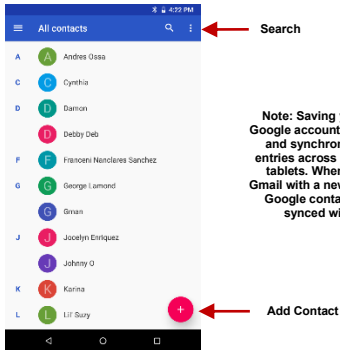 4:22 PM
All contacts
Search
A
A Andres Ossa
C
C Cynthia
D
D Damon
D Debby Deb
F
F Franceni Nanclares Sanchez
G
G George Lamond
G Gman
J
J Jocelyn Enriquez
J Johnny O
K
K Karina
L
L Lil' Suzy
+
Add Contact
Note: Saving
Google account
and synchron
entries across
tablets. When
Gmail with a new
Google conta
synced wi